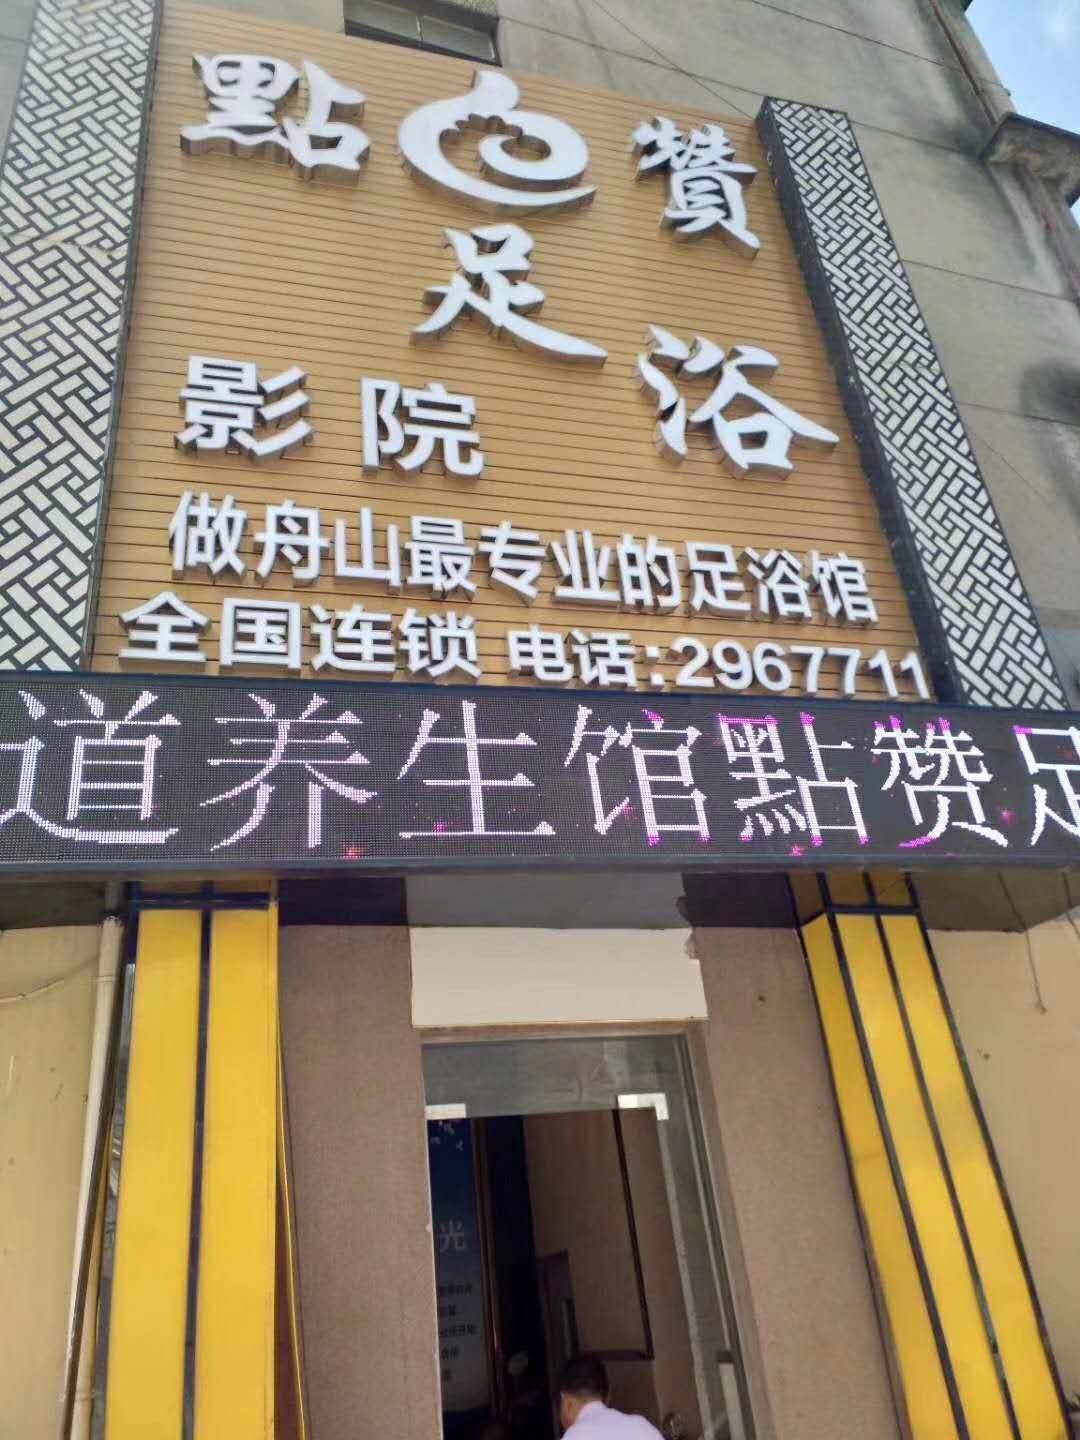 點 贊
足
浴
影院
做舟山最专业的足浴馆
全国连锁 电话:2967711
道养生馆點赞足
光